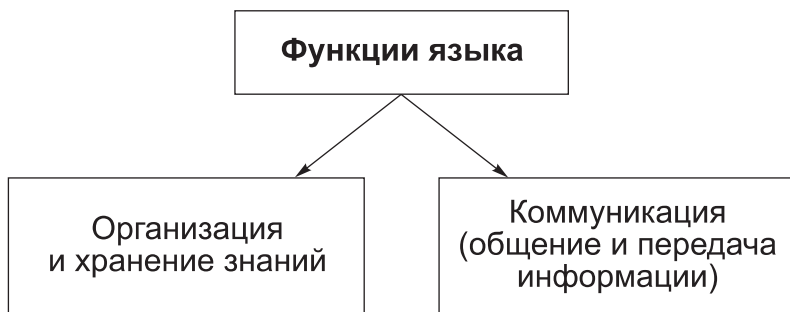 Функции языка
Организация
и хранение знаний
Коммуникация
(общение и передача
информации)